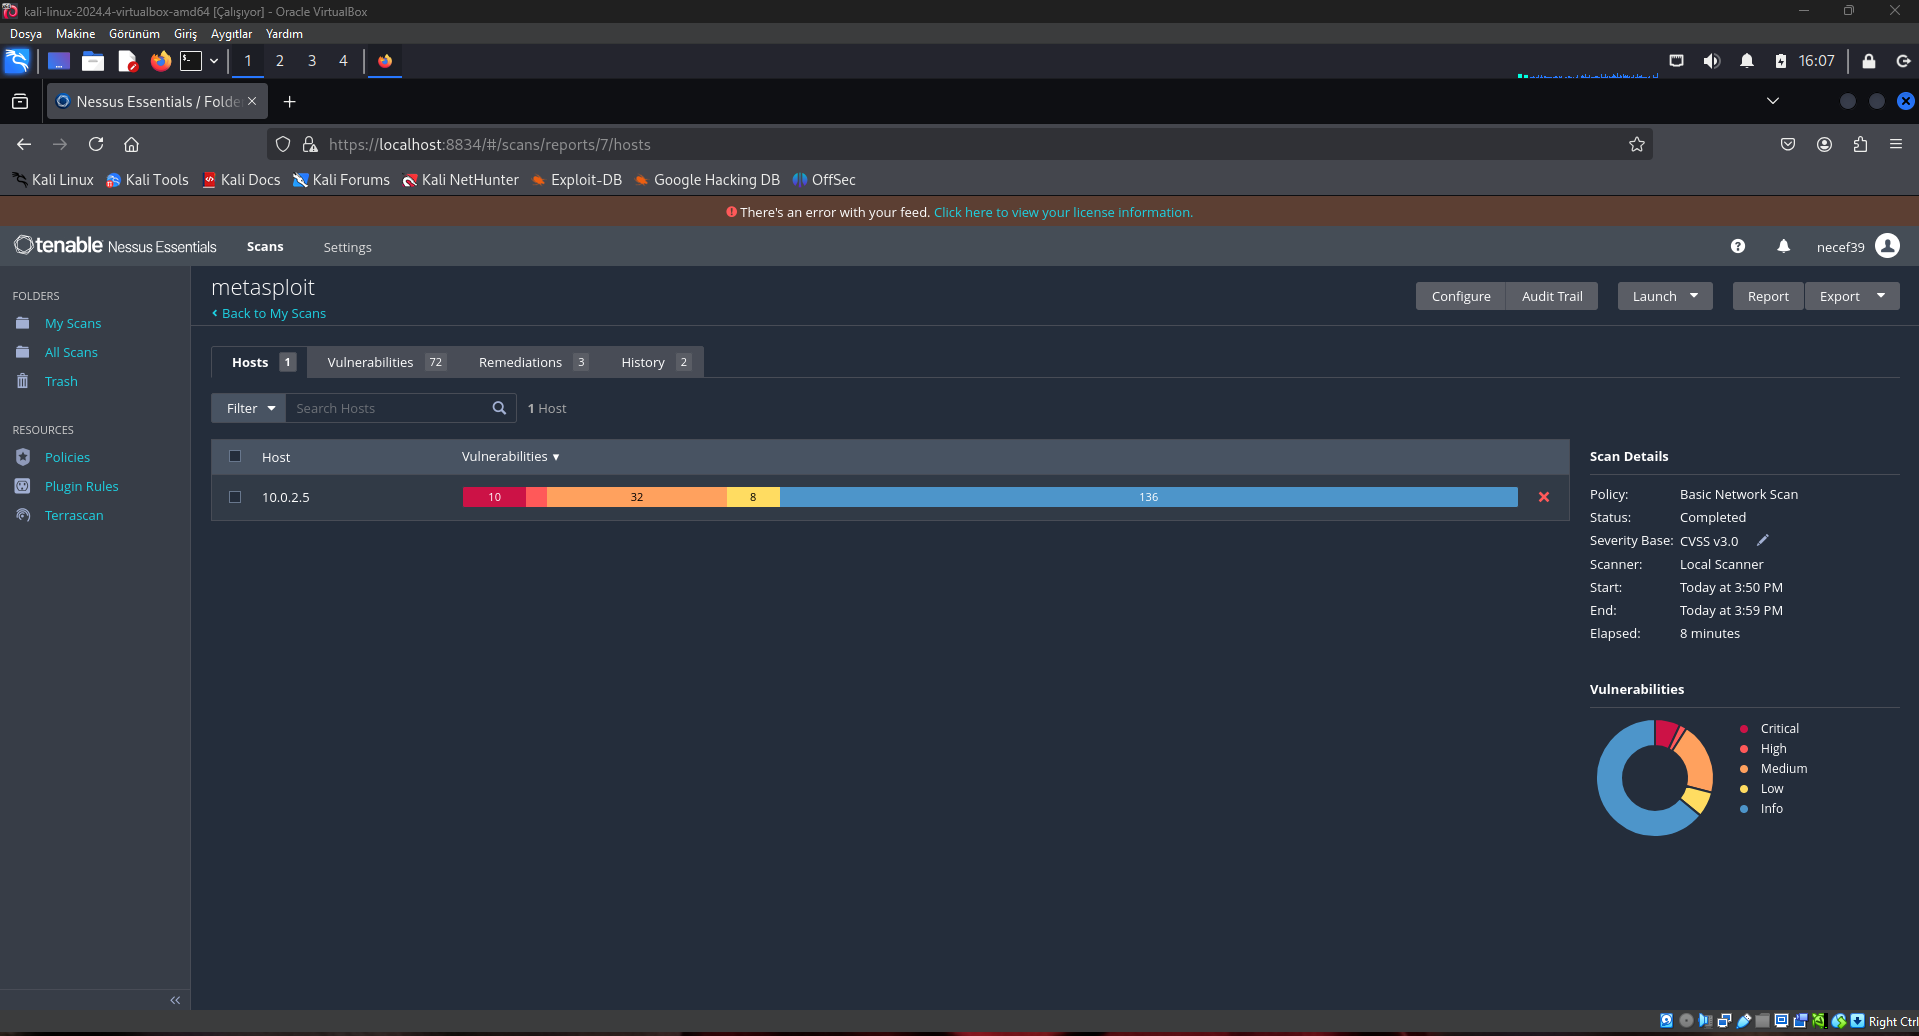 kali-linux-2024.4-virtualbox-amd64 [Çalışıyor] - Oracle VirtualBox
Dosya Makine Görünüm Giriş Aygıtlar Yardım
1 2 3 4 16:07
Nessus Essentials / Folde
https://localhost:8834/#/scans/reports/7/hosts
Kali Linux Kali Tools Kali Docs Kali Forums Kali NetHunter Exploit-DB Google Hacking DB OffSec
There's an error with your feed. Click here to view your license information.
tenable Nessus Essentials Scans Settings necef39
FOLDERS
My Scans
All Scans
Trash
RESOURCES
Policies
Plugin Rules
Terrascan
metasploit
Back to My Scans
Configure Audit Trail Launch Report Export
Hosts 1 Vulnerabilities 72 Remediations 3 History 2
Filter Search Hosts 1 Host
Host Vulnerabilities
10.0.2.5 10 32 8 136
Scan Details
Policy: Basic Network Scan
Status: Completed
Severity Base: CVSS v3.0
Scanner: Local Scanner
Start: Today at 3:50 PM
End: Today at 3:59 PM
Elapsed: 8 minutes
Vulnerabilities
Critical
High
Medium
Low
Info
Right Ctrl